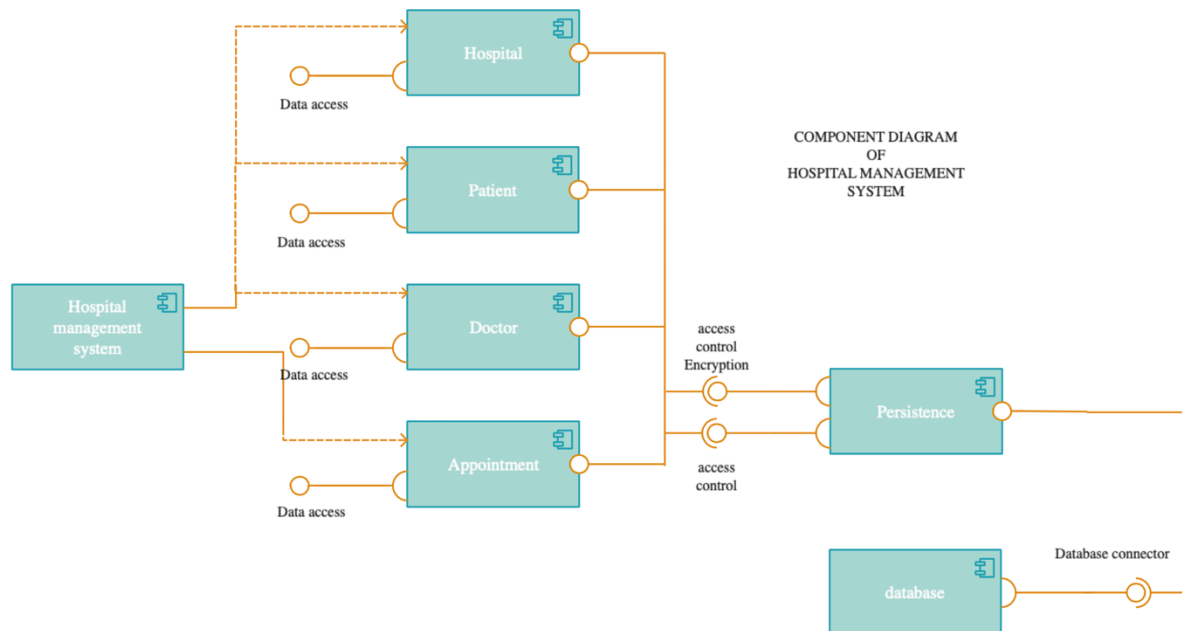 Hospital
Data access
COMPONENT DIAGRAM
OF
HOSPITAL MANAGEMENT
SYSTEM
Patient
Data access
Hospital
management
system
Doctor
Data access
access
control
Encryption
Persistence
Appointment
access
control
Data access
Database connector
database